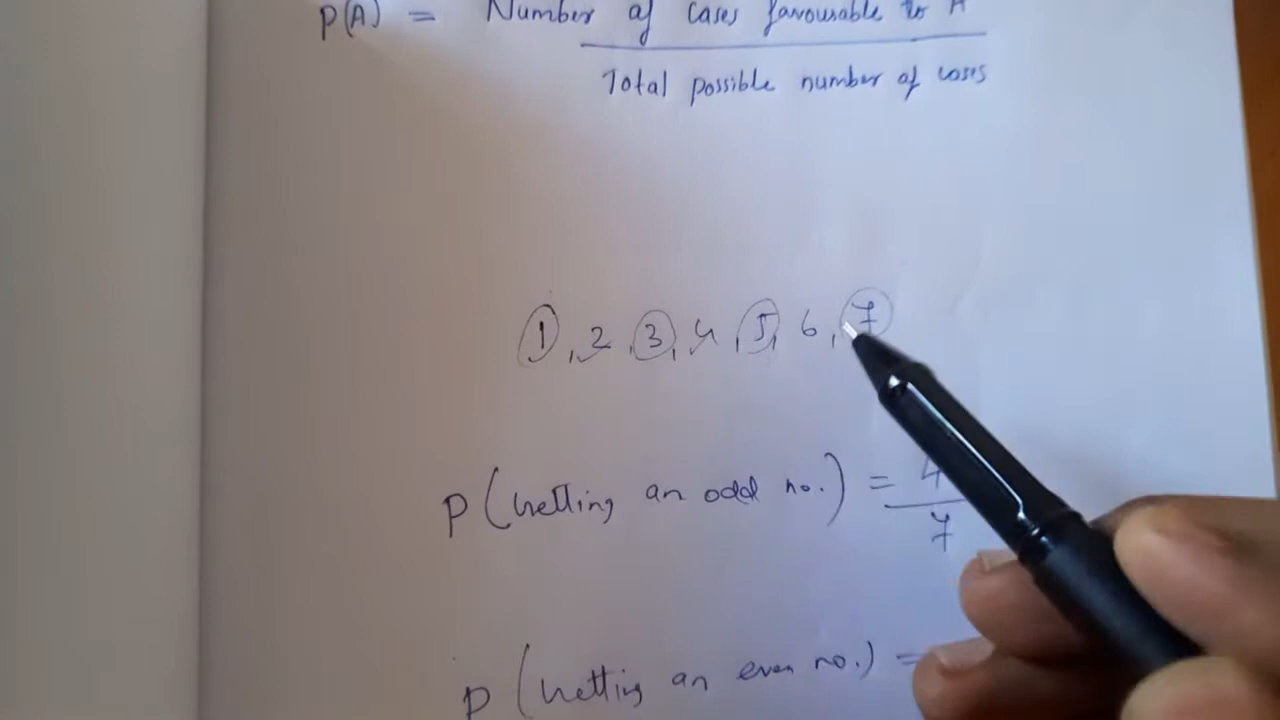 P(A) = Number of cases favourable to A
Total possible number of cases
1, 2, 3, 4, 5, 6, 7
P (Getting an odd no.) = 4
7
P (Getting an even no.) =